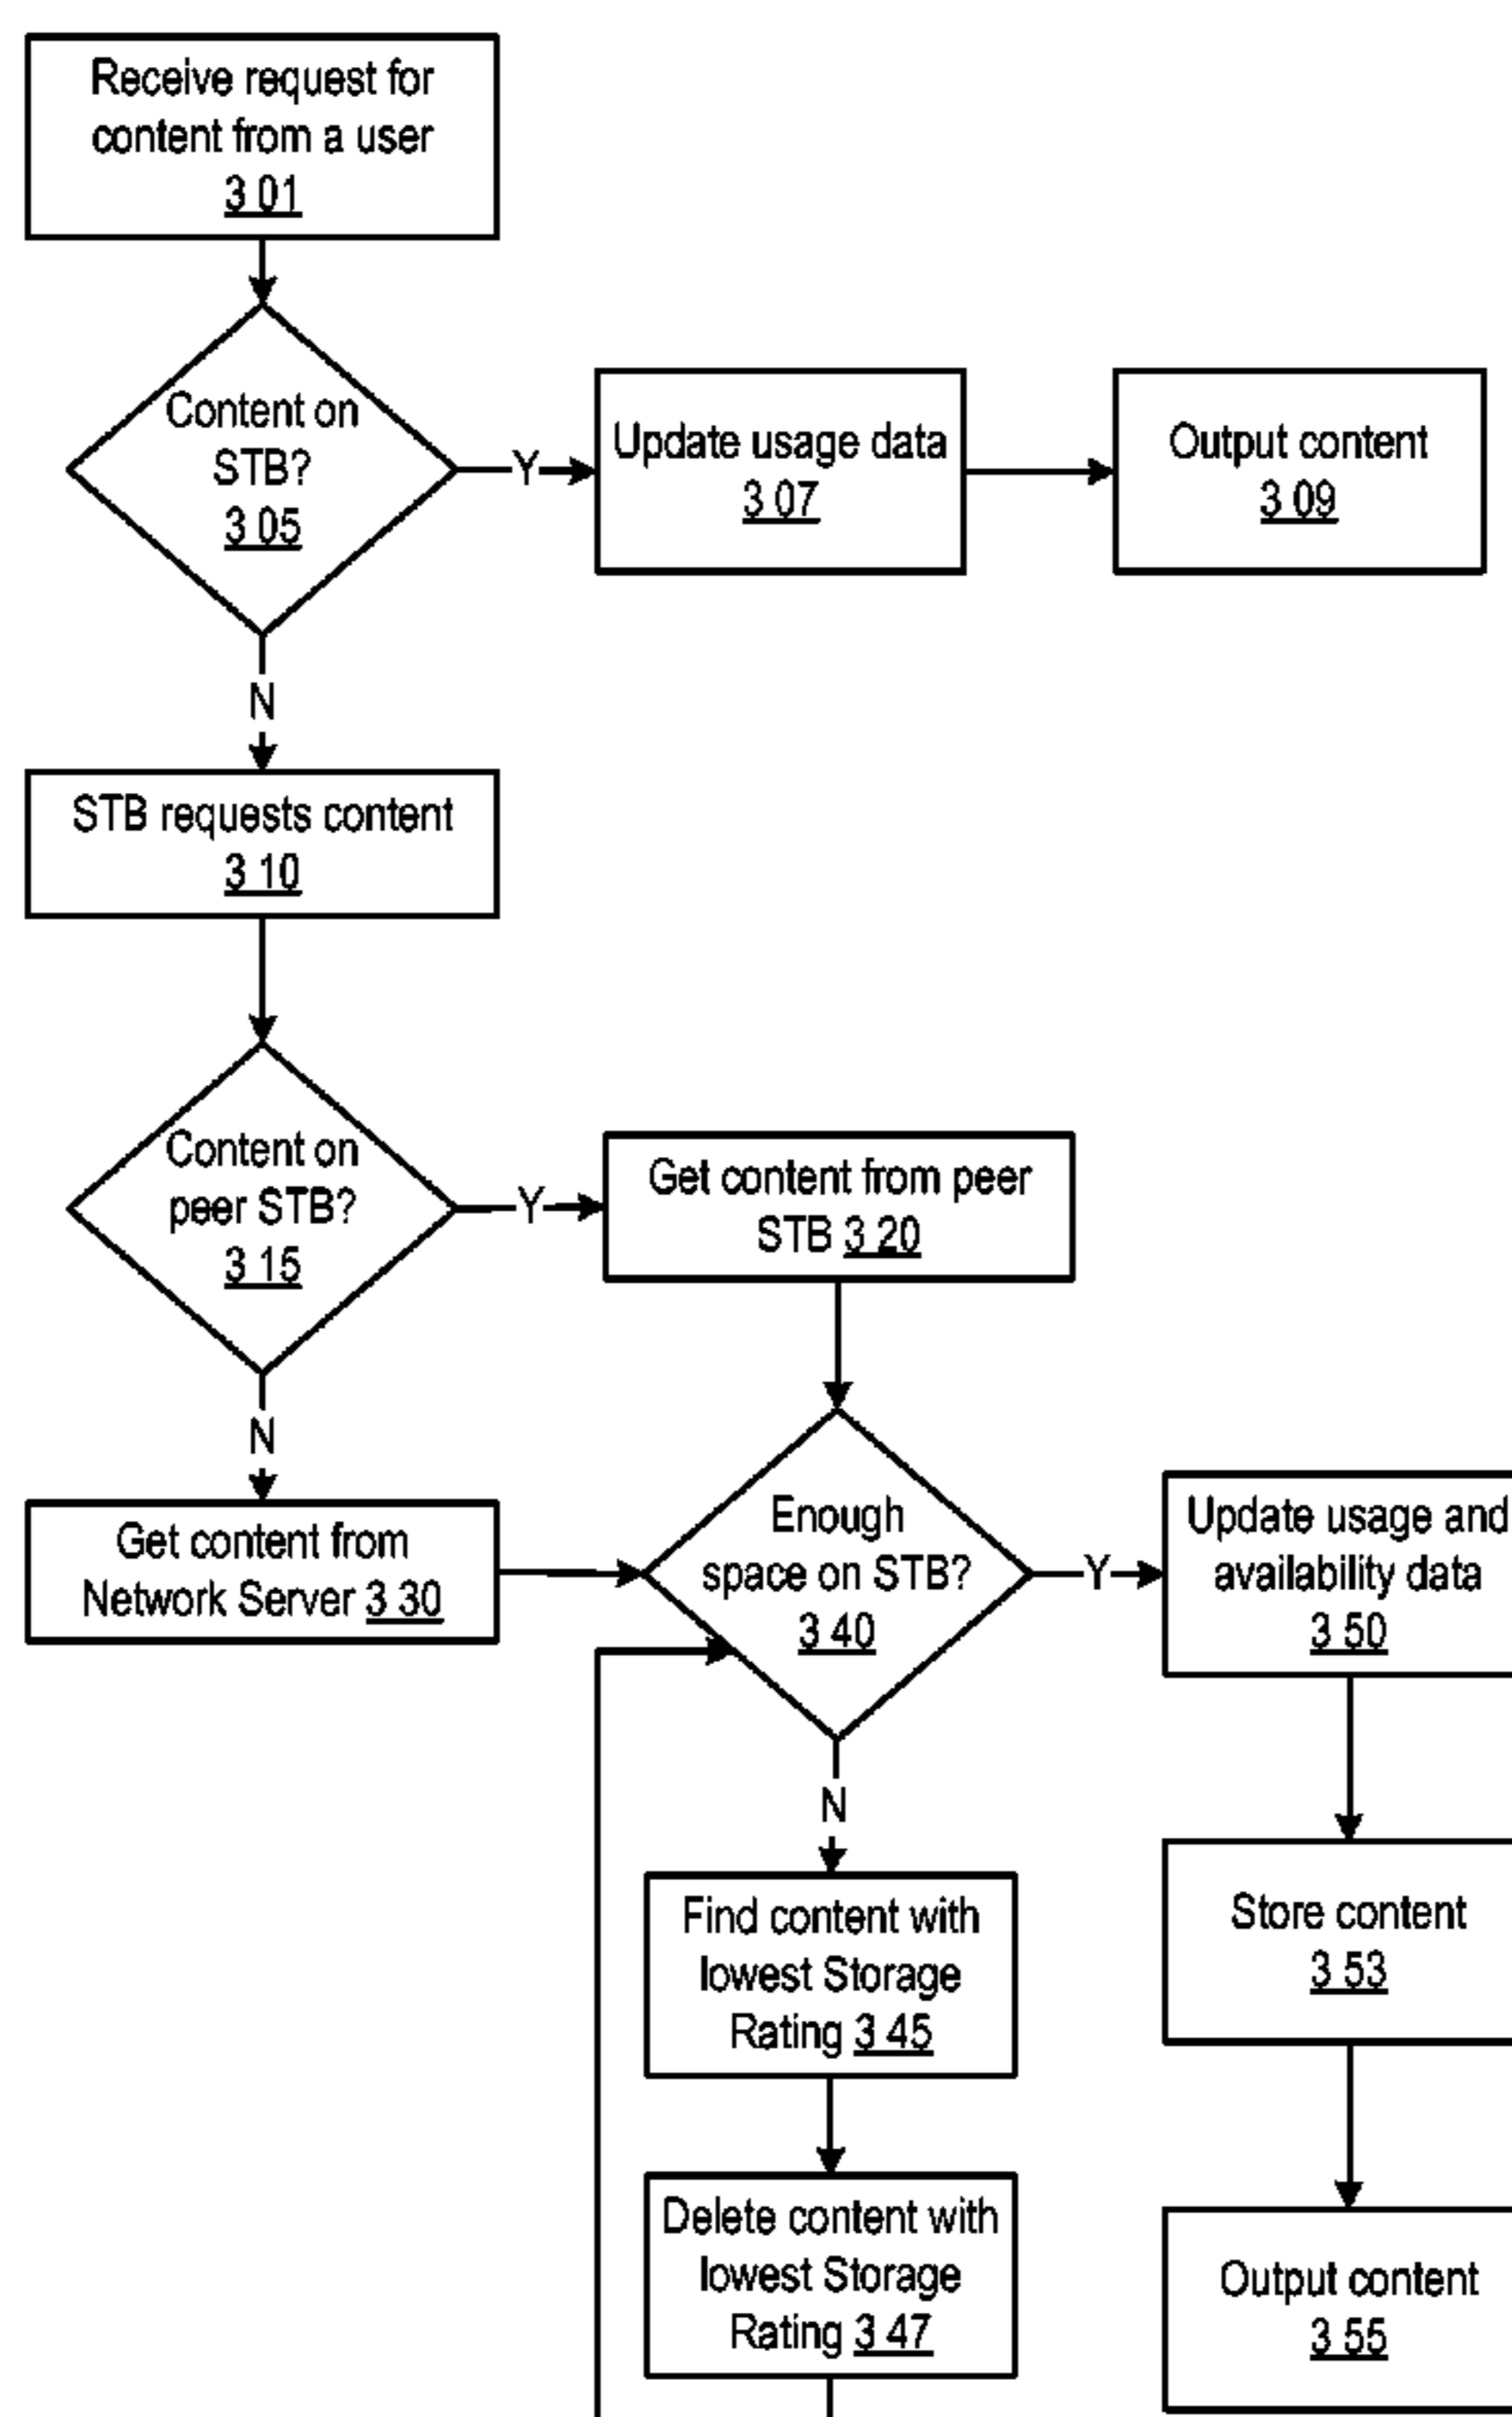 Receive request for
content from a user
3 01
Content on
STB?
3 05
Y
Update usage data
3 07
Output content
3 09
N
STB requests content
3 10
Content on
peer STB?
3 15
Y
Get content from peer
STB 3 20
N
Get content from
Network Server 3 30
Enough
space on STB?
3 40
Y
Update usage and
availability data
3 50
N
Find content with
lowest Storage
Rating 3 45
Store content
3 53
Delete content with
lowest Storage
Rating 3 47
Output content
3 55